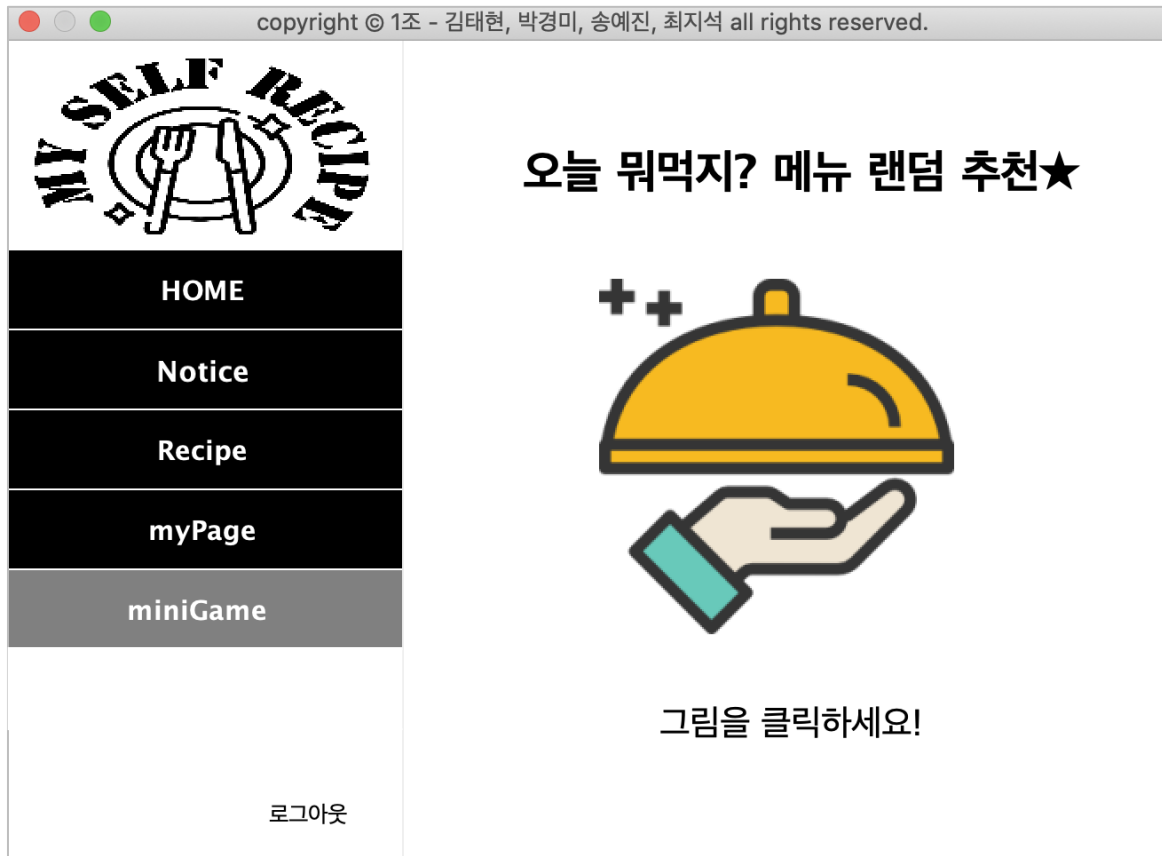 copyright © 1조 - 김태현, 박경미, 송예진, 최지석 all rights reserved.
MY SELF RECIPE
HOME
Notice
Recipe
myPage
miniGame
로그아웃
오늘 뭐먹지? 메뉴 랜덤 추천★
그림을 클릭하세요!